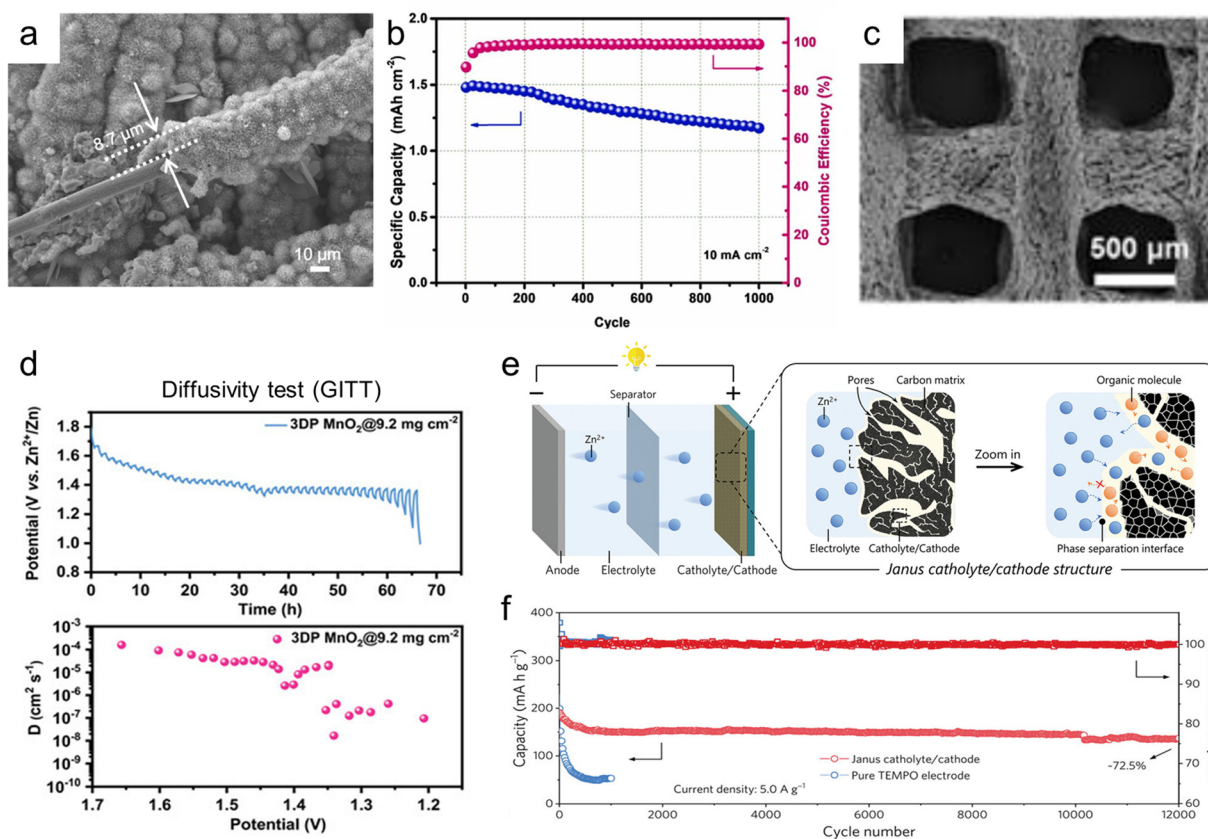 a
8.7 μm
10 μm
b
2.0
1.5
1.0
0.5
0.0
Specific Capacity (mAh cm⁻²)
100
80
60
40
20
0
Coulombic Efficiency (%)
10 mA cm⁻²
0 200 400 600 800 1000
Cycle
c
500 μm
d
Diffusivity test (GITT)
3DP MnO₂@9.2 mg cm⁻²
Potential (V vs. Zn²⁺/Zn)
1.8
1.6
1.4
1.2
1.0
0.8
0 10 20 30 40 50 60 70 80
Time (h)
3DP MnO₂@9.2 mg cm⁻²
D (cm² s⁻¹)
10⁻³
10⁻⁴
10⁻⁵
10⁻⁶
10⁻⁷
10⁻⁸
10⁻⁹
10⁻¹⁰
1.7 1.6 1.5 1.4 1.3 1.2
Potential (V)
e
− +
Separator
Zn²⁺
Anode Electrolyte Catholyte/Cathode
Pores Carbon matrix
Zn²⁺
Electrolyte Catholyte/Cathode
Zoom in
Organic molecule
Phase separation interface
Janus catholyte/cathode structure
f
400
350
300
250
200
150
100
50
0
Capacity (mA h g⁻¹)
Janus catholyte/cathode
Pure TEMPO electrode
Current density: 5.0 A g⁻¹
~72.5%
100
90
80
70
60
0 2000 4000 6000 8000 10000 12000
Cycle number